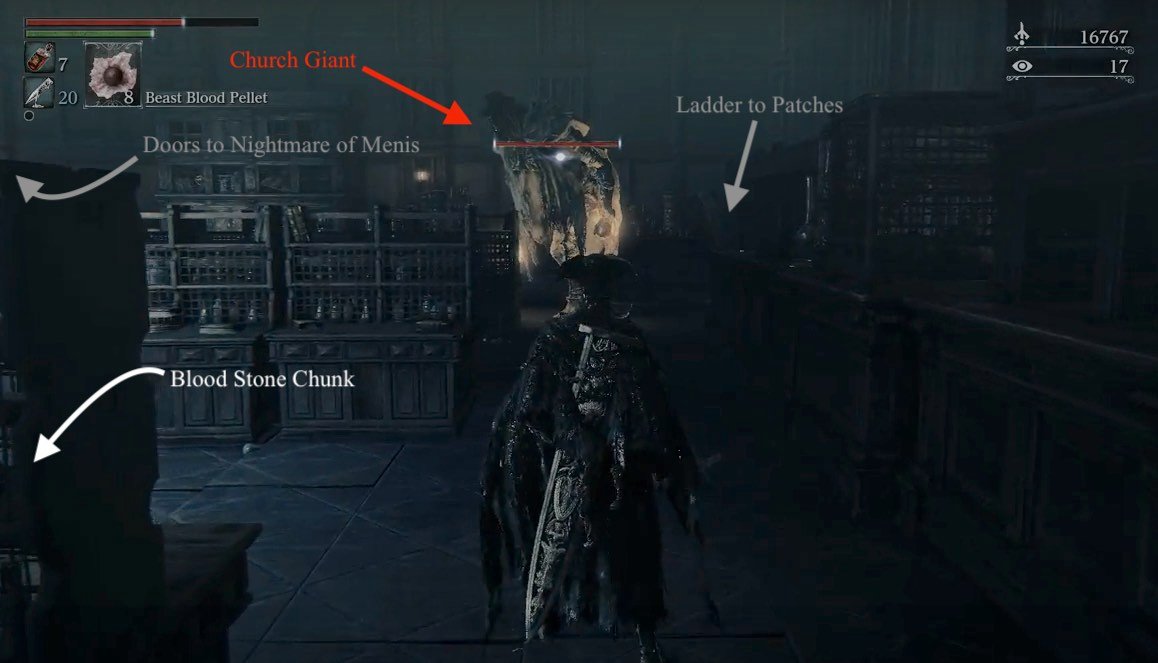 16767
7
17
20
8 Beast Blood Pellet
Church Giant
Ladder to Patches
Doors to Nightmare of Menis
Blood Stone Chunk